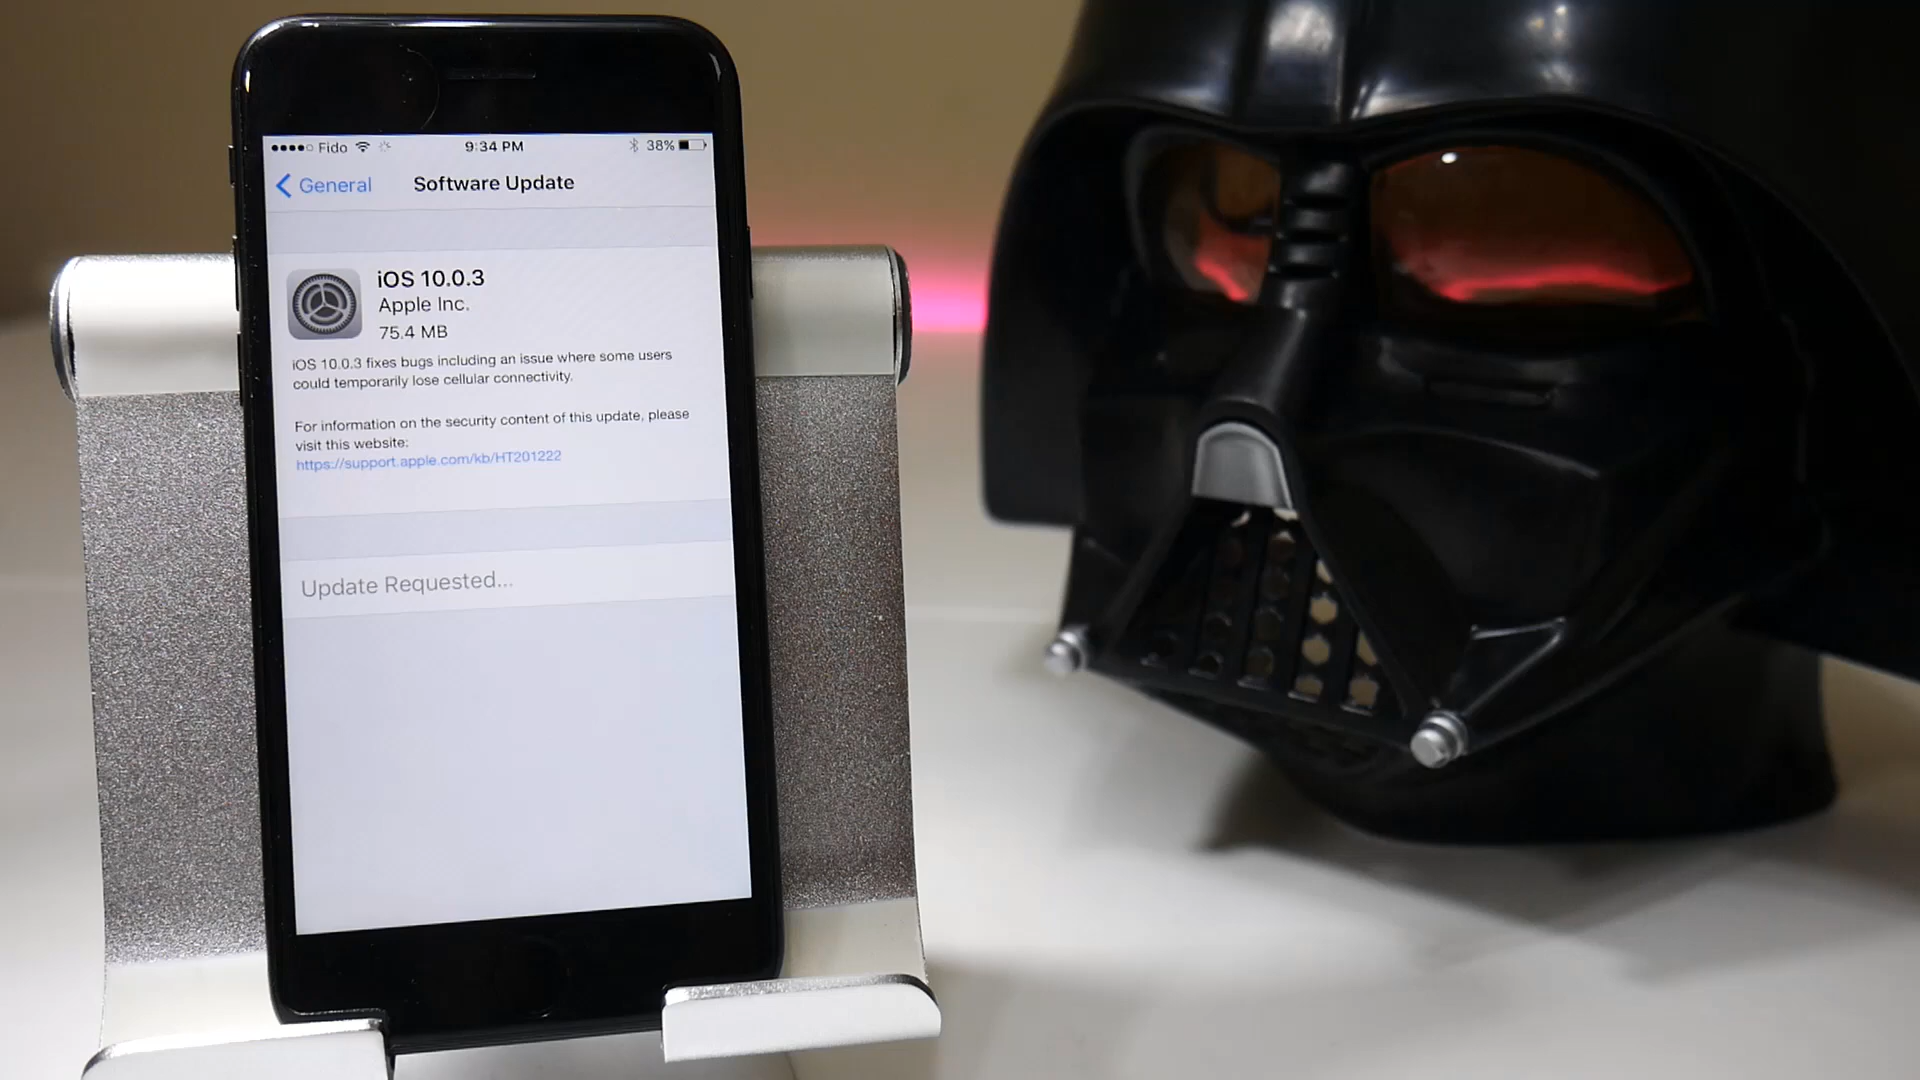 Fido 9:34 PM 38%
General Software Update
iOS 10.0.3
Apple Inc.
75.4 MB
iOS 10.0.3 fixes bugs including an issue where some users
could temporarily lose cellular connectivity.
For information on the security content of this update, please
visit this website:
https://support.apple.com/kb/HT201222
Update Requested...